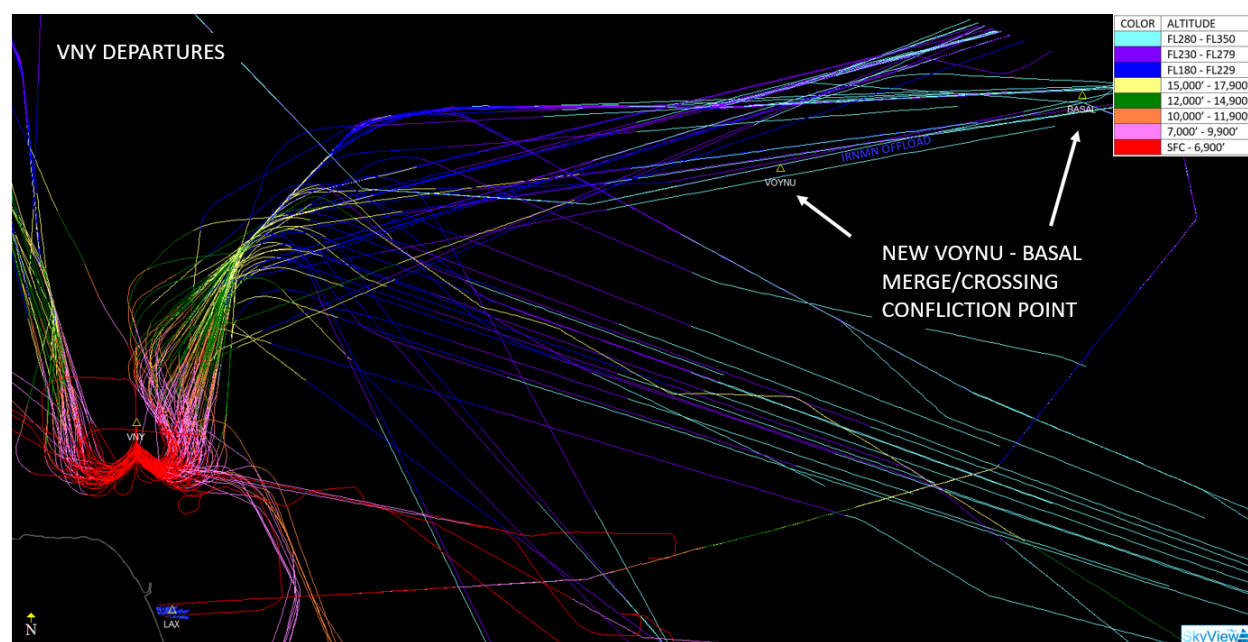 VNY DEPARTURES
COLOR ALTITUDE
FL280 - FL350
FL230 - FL279
FL180 - FL229
15,000' - 17,900
12,000' - 14,900
10,000' - 11,900
7,000' - 9,900'
SFC - 6,900'
BASAL
IRNMN OFFLOAD
VOYNU
NEW VOYNU - BASAL
MERGE/CROSSING
CONFLICTION POINT
VNY
LAX
N
SkyView